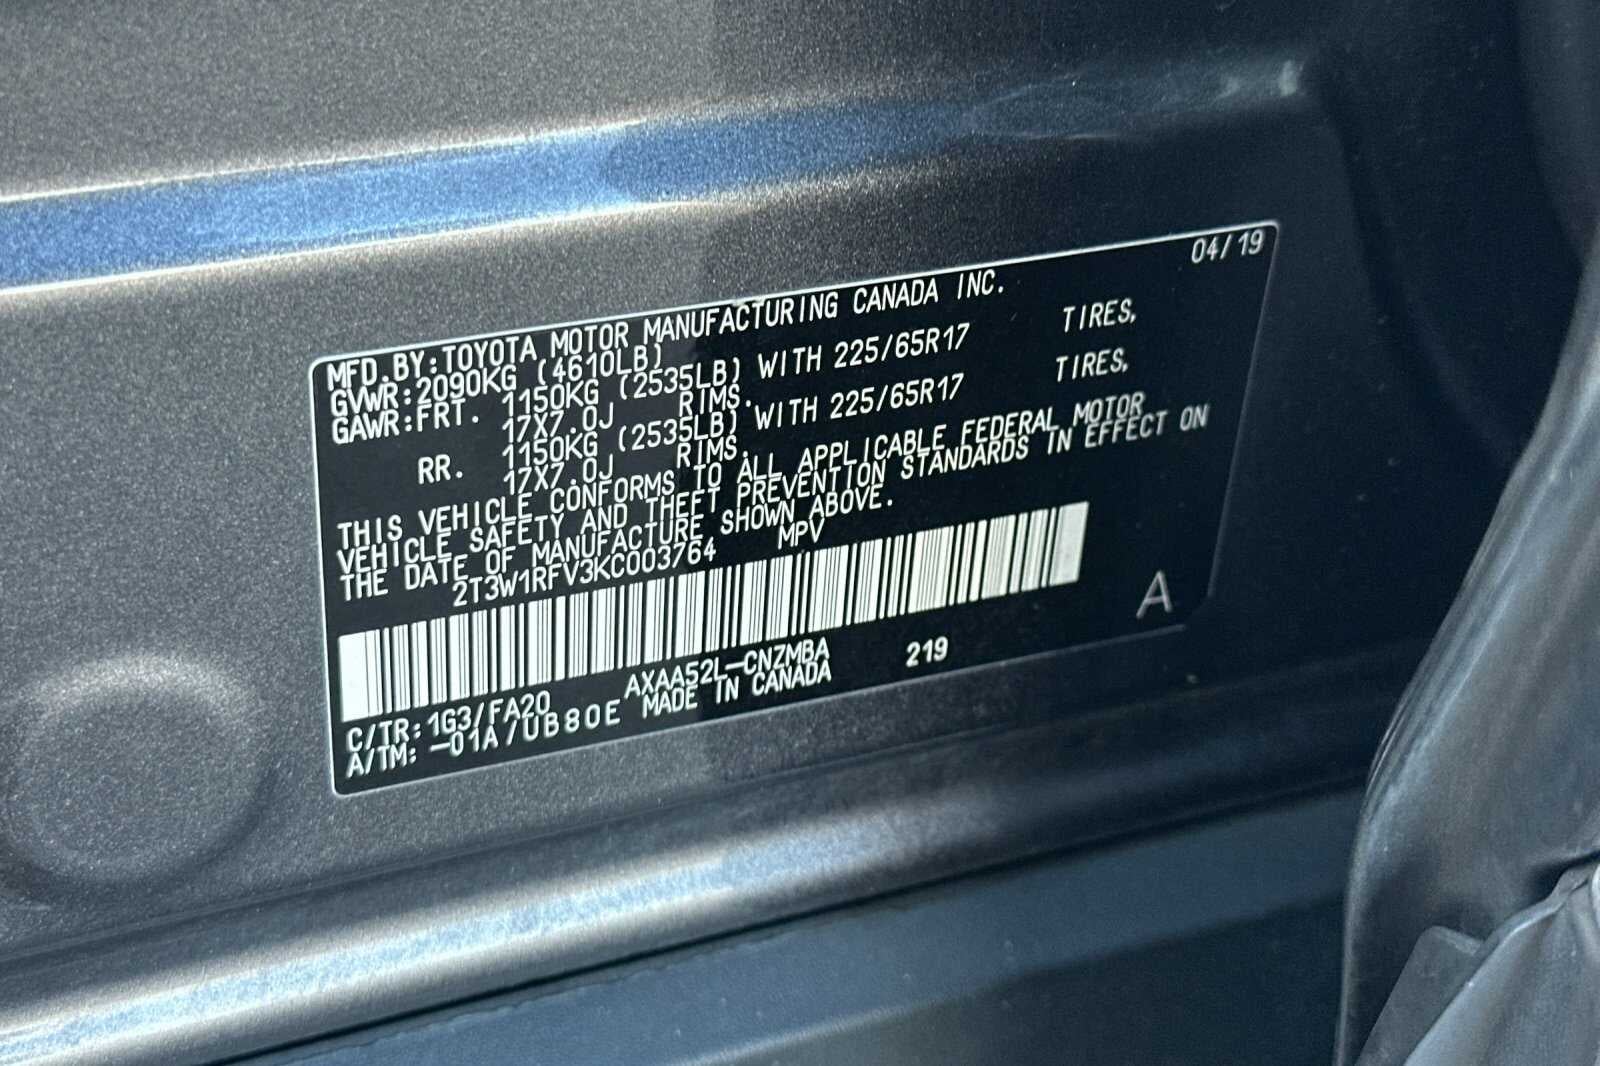 04/19
MFD.BY:TOYOTA MOTOR MANUFACTURING CANADA INC.
GVWR:2090KG (4610LB)
GAWR:FRT. 1150KG (2535LB) WITH 225/65R17 TIRES,
17X7.0J RIMS.
RR. 1150KG (2535LB) WITH 225/65R17 TIRES,
17X7.0J RIMS.
THIS VEHICLE CONFORMS TO ALL APPLICABLE FEDERAL MOTOR
VEHICLE SAFETY AND THEFT PREVENTION STANDARDS IN EFFECT ON
THE DATE OF MANUFACTURE SHOWN ABOVE.
2T3W1RFV3KC003764 MPV
A
AXAA52L-CNZMBA 219
C/TR:1G3/FA20 MADE IN CANADA
A/TM:-01A/UB80E